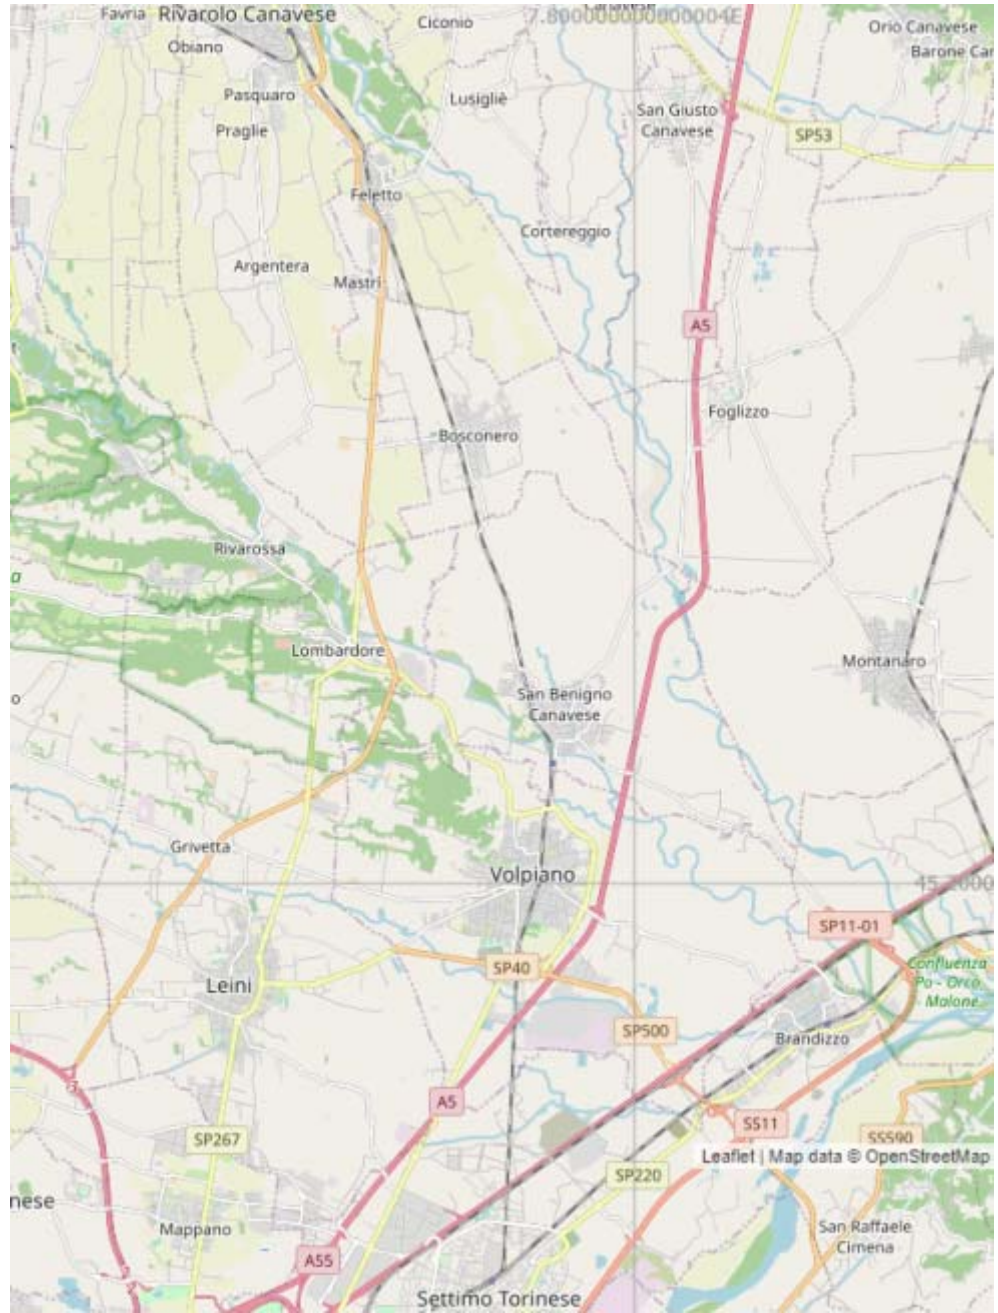 Favria
Rivarolo Canavese
Ciconio
7.800000000000004E
Orio Canavese
Obiano
Barone Car
Pasquaro
Lusigliè
San Giusto
Canavese
Praglie
SP53
Feletto
Cortereggio
Argentera
Mastri
A5
Foglizzo
Bosconero
Rivarossa
a
Lombardore
Montanaro
o
San Benigno
Canavese
Grivetta
Volpiano
45.2000
SP11-01
SP40
Confluenza
Po - Orco
- Malone
Leini
SP500
Brandizzo
A5
SS11
SP267
SS590
Leaflet | Map data © OpenStreetMap
SP220
nese
Mappano
San Raffaele
Cimena
A55
Settimo Torinese